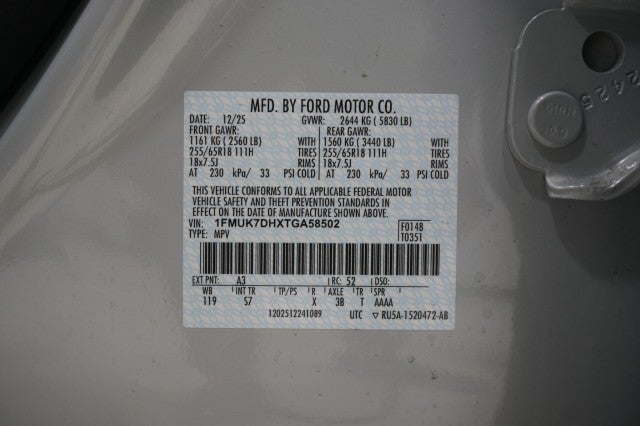 MFD. BY FORD MOTOR CO.
DATE: 12/25 GVWR: 2644 KG ( 5830 LB)
FRONT GAWR: REAR GAWR:
1161 KG ( 2560 LB) WITH 1560 KG ( 3440 LB) WITH
255/65R18 111H TIRES 255/65R18 111H TIRES
18x7.5J RIMS 18x7.5J RIMS
AT 230 kPa/ 33 PSI COLD AT 230 kPa/ 33 PSI COLD
THIS VEHICLE CONFORMS TO ALL APPLICABLE FEDERAL MOTOR
VEHICLE SAFETY AND THEFT PREVENTION STANDARDS IN
EFFECT ON THE DATE OF MANUFACTURE SHOWN ABOVE.
VIN: 1FMUK7DHXTGA58502 F0148
TYPE: MPV T0351
EXT PNT: A3 RC: 52 DSO:
WB INT TR TP/PS R AXLE TR SPR
119 S7 X 3B T AAAA
1202512241089 UTC RU5A-1520472-AB
2425